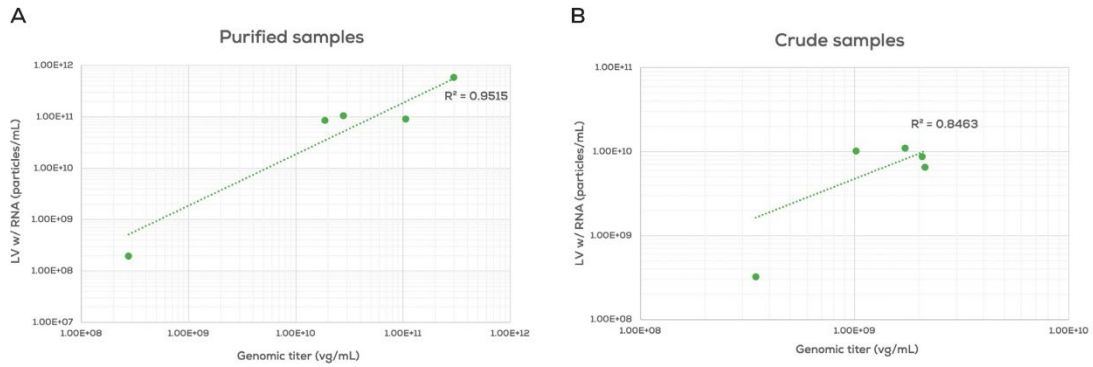 A
Purified samples
1.00E+12
1.00E+11
1.00E+10
1.00E+09
1.00E+08
1.00E+07
LV w/ RNA (particles/mL)
R² = 0.9515
1.00E+08 1.00E+09 1.00E+10 1.00E+11 1.00E+12
Genomic titer (vg/mL)
B
Crude samples
1.00E+11
1.00E+10
1.00E+09
1.00E+08
LV w/ RNA (particles/mL)
R² = 0.8463
1.00E+08 1.00E+09 1.00E+10
Genomic titer (vg/mL)